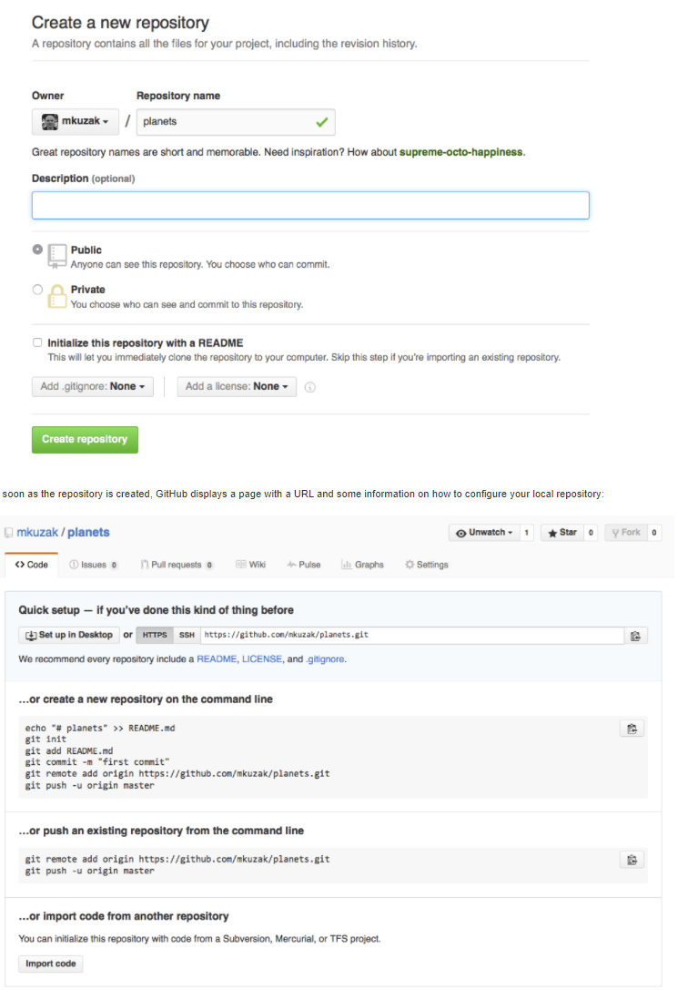 Create a new repository
A repository contains all the files for your project, including the revision history.
Owner Repository name
mkuzak / planets
Great repository names are short and memorable. Need inspiration? How about supreme-octo-happiness.
Description (optional)
Public
Anyone can see this repository. You choose who can commit.
Private
You choose who can see and commit to this repository.
Initialize this repository with a README
This will let you immediately clone the repository to your computer. Skip this step if you're importing an existing repository.
Add .gitignore: None Add a license: None
Create repository
soon as the repository is created, GitHub displays a page with a URL and some information on how to configure your local repository:
mkuzak / planets Unwatch 1 Star 0 Fork 0
Code Issues 0 Pull requests 0 Wiki Pulse Graphs Settings
Quick setup — if you've done this kind of thing before
Set up in Desktop or HTTPS SSH https://github.com/mkuzak/planets.git
We recommend every repository include a README, LICENSE, and .gitignore.
…or create a new repository on the command line
echo "# planets" >> README.md
git init
git add README.md
git commit -m "first commit"
git remote add origin https://github.com/mkuzak/planets.git
git push -u origin master
…or push an existing repository from the command line
git remote add origin https://github.com/mkuzak/planets.git
git push -u origin master
…or import code from another repository
You can initialize this repository with code from a Subversion, Mercurial, or TFS project.
Import code